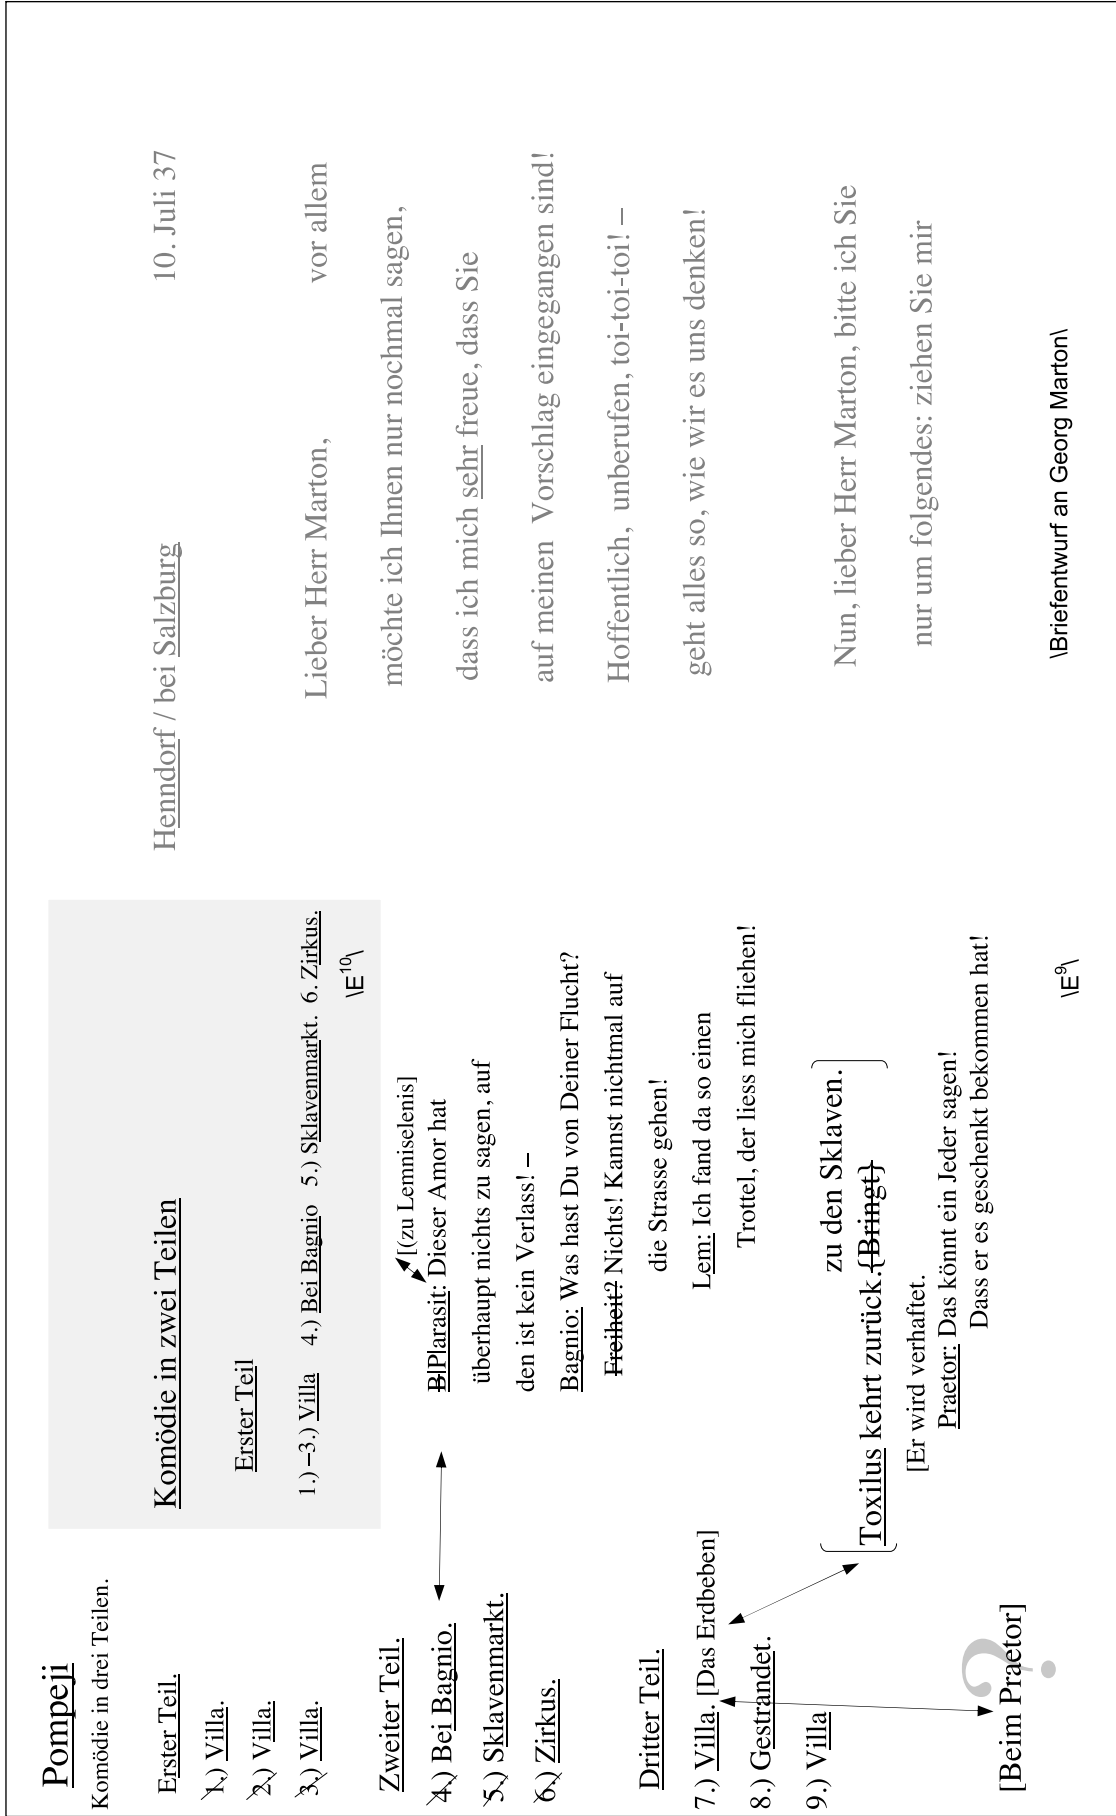 Pompeji
Komödie in drei Teilen.
Erster Teil.
1.) Villa.
2.) Villa.
3.) Villa.
Zweiter Teil.
4.) Bei Bagnio.
5.) Sklavenmarkt.
6.) Zirkus.
Dritter Teil.
7.) Villa. [Das Erdbeben]
8.) Gestrandet.
9.) Villa
[Beim Praetor]
?
Komödie in zwei Teilen
Erster Teil
1.) –3.) Villa 4.) Bei Bagnio 5.) Sklavenmarkt. 6. Zirkus.
\E10\
[(zu Lemniselenis]
B|P|arasit: Dieser Amor hat
überhaupt nichts zu sagen, auf
den ist kein Verlass! –
Bagnio: Was hast Du von Deiner Flucht?
Freiheit? Nichts! Kannst nichtmal auf
die Strasse gehen!
Lem: Ich fand da so einen
Trottel, der liess mich fliehen!
zu den Sklaven.
Toxilus kehrt zurück.{Bringt}
[Er wird verhaftet.
Praetor: Das könnt ein Jeder sagen!
Dass er es geschenkt bekommen hat!
\E9\
Henndorf / bei Salzburg 10. Juli 37
Lieber Herr Marton, vor allem
möchte ich Ihnen nur nochmal sagen,
dass ich mich sehr freue, dass Sie
auf meinen Vorschlag eingegangen sind!
Hoffentlich, unberufen, toi-toi-toi! –
geht alles so, wie wir es uns denken!
Nun, lieber Herr Marton, bitte ich Sie
nur um folgendes: ziehen Sie mir
\Briefentwurf an Georg Marton\